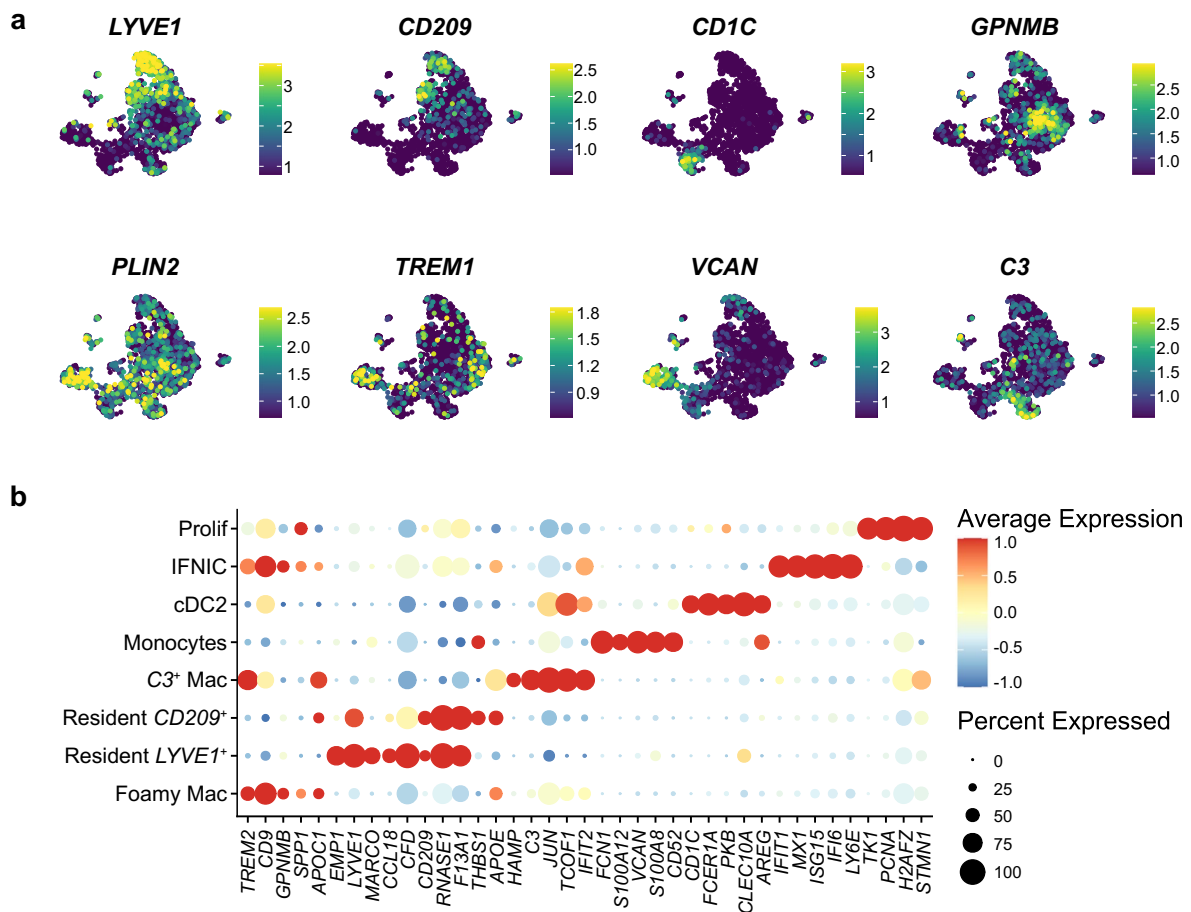 a
LYVE1 CD209 CD1C GPNMB
3 2 1
2.5 2.0 1.5 1.0
3 2 1
2.5 2.0 1.5 1.0
PLIN2 TREM1 VCAN C3
2.5 2.0 1.5 1.0
1.8 1.5 1.2 0.9
3 2 1
2.5 2.0 1.5 1.0
b
Prolif
IFNIC
cDC2
Monocytes
C3+ Mac
Resident CD209+
Resident LYVE1+
Foamy Mac
TREM2 CD9 GPNMB SPP1 APOC1 EMP1 LYVE1 MARCO CCL18 CFD CD209 RNASE1 F13A1 THBS1 APOE HAMP C3 JUN TCOF1 IFIT2 FCN1 S100A12 VCAN S100A8 CD52 CD1C FCER1A PKB CLEC10A AREG IFIT1 MX1 ISG15 IFI6 LY6E TK1 PCNA H2AFZ STMN1
Average Expression
1.0
0.5
0.0
-0.5
-1.0
Percent Expressed
0
25
50
75
100